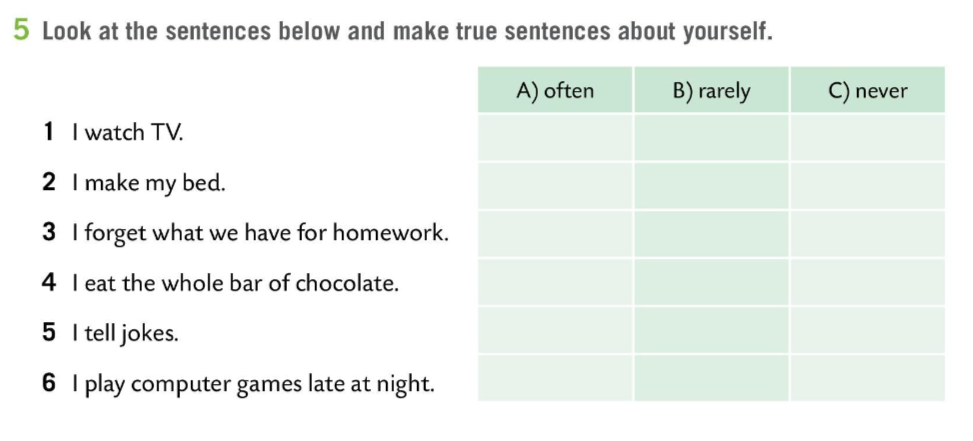 5 Look at the sentences below and make true sentences about yourself.
A) often B) rarely C) never
1 I watch TV.
2 I make my bed.
3 I forget what we have for homework.
4 I eat the whole bar of chocolate.
5 I tell jokes.
6 I play computer games late at night.